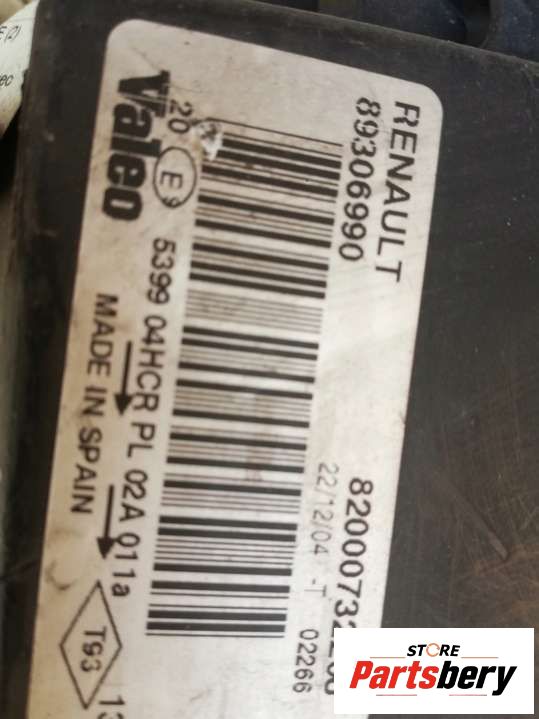 RENAULT
89306990
22/12/04 -T 02266
Valeo
20 E9
5399 04HCR PL 02A 011a
MADE IN SPAIN
T93
STORE
Partsbery